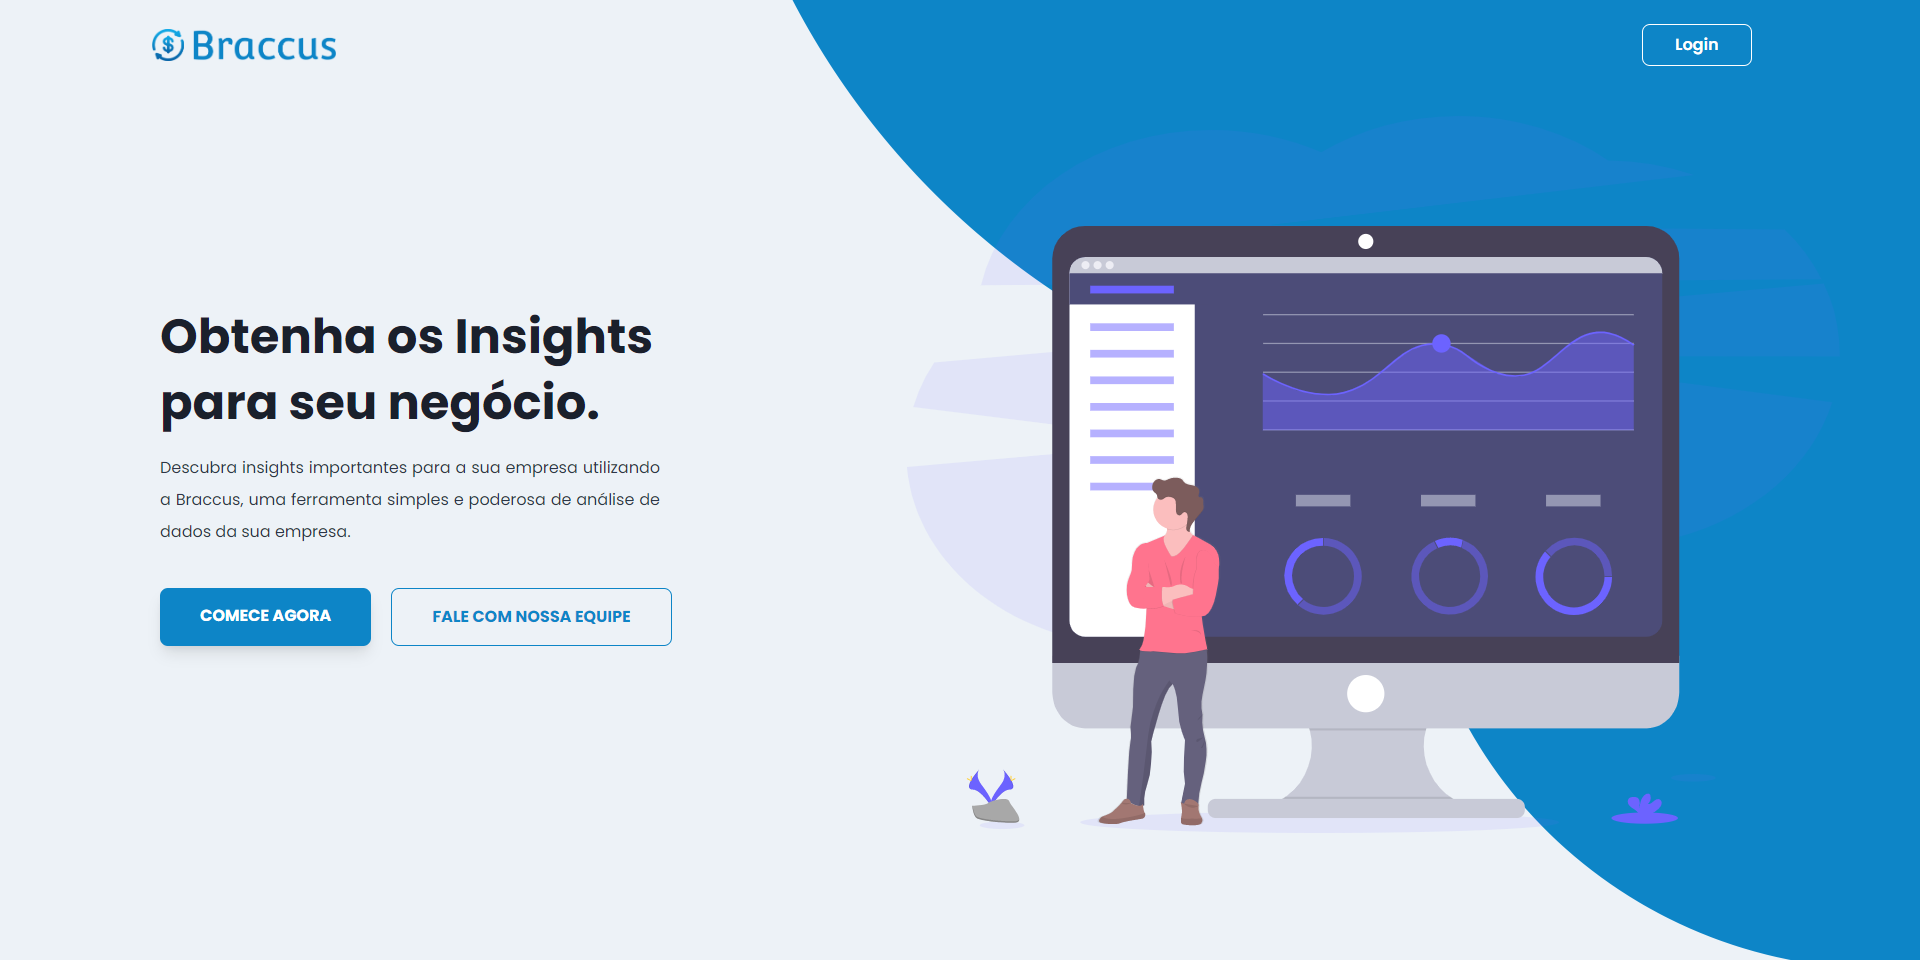 Braccus
Login
Obtenha os Insights
para seu negócio.
Descubra insights importantes para a sua empresa utilizando
a Braccus, uma ferramenta simples e poderosa de análise de
dados da sua empresa.
COMECE AGORA
FALE COM NOSSA EQUIPE